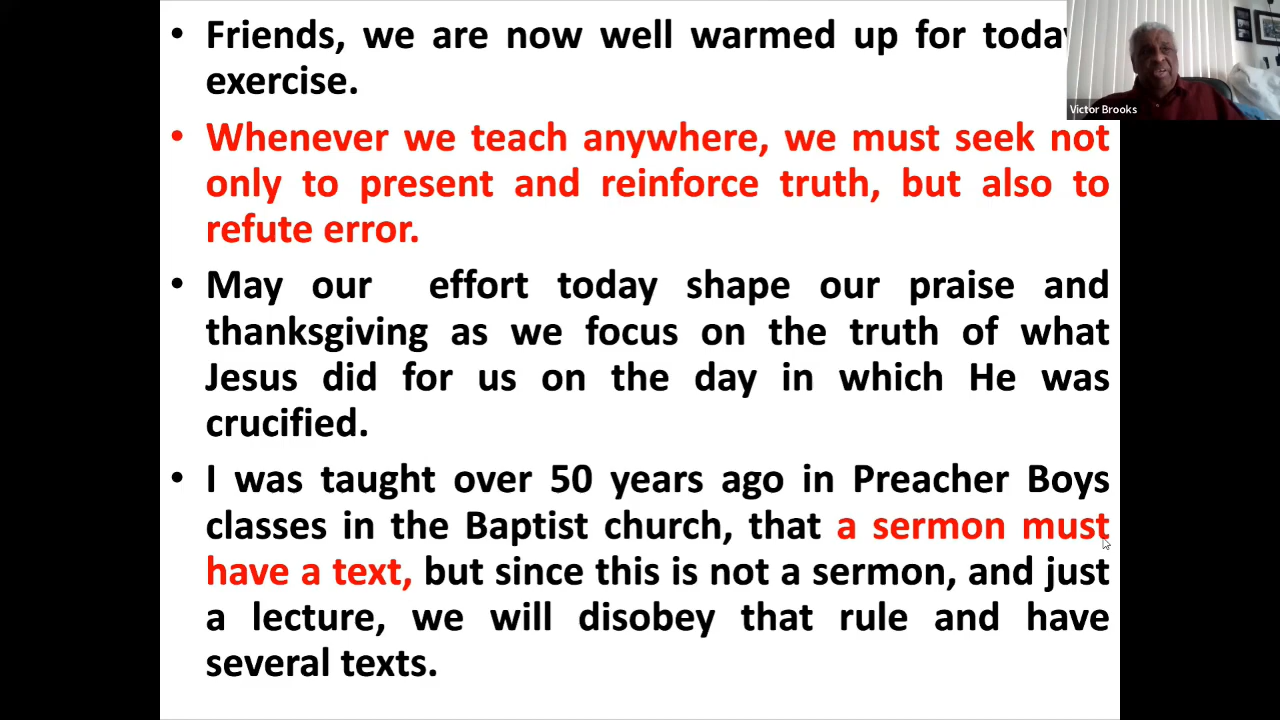 • Friends, we are now well warmed up for today
exercise.
Victor Brooks
• Whenever we teach anywhere, we must seek not
only to present and reinforce truth, but also to
refute error.
• May our effort today shape our praise and
thanksgiving as we focus on the truth of what
Jesus did for us on the day in which He was
crucified.
• I was taught over 50 years ago in Preacher Boys
classes in the Baptist church, that a sermon must
have a text, but since this is not a sermon, and just
a lecture, we will disobey that rule and have
several texts.